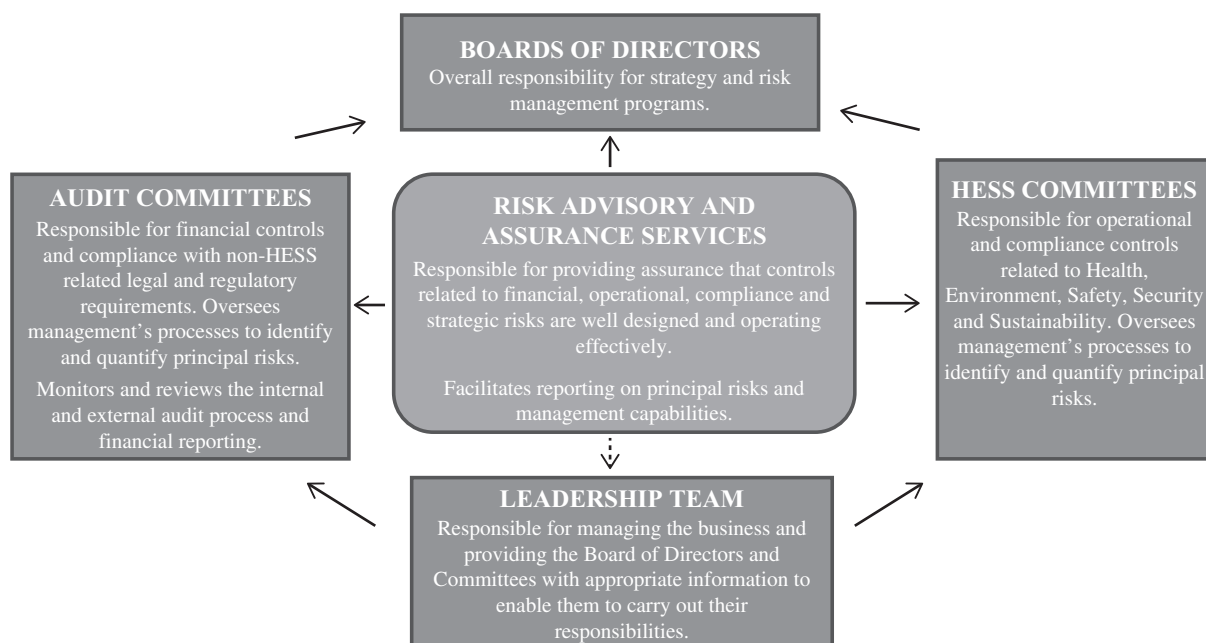 BOARDS OF DIRECTORS
Overall responsibility for strategy and risk
management programs.
AUDIT COMMITTEES
Responsible for financial controls
and compliance with non-HESS
related legal and regulatory
requirements. Oversees
management's processes to identify
and quantify principal risks.
Monitors and reviews the internal
and external audit process and
financial reporting.
RISK ADVISORY AND
ASSURANCE SERVICES
Responsible for providing assurance that controls
related to financial, operational, compliance and
strategic risks are well designed and operating
effectively.
Facilitates reporting on principal risks and
management capabilities.
HESS COMMITTEES
Responsible for operational
and compliance controls
related to Health,
Environment, Safety, Security
and Sustainability. Oversees
management's processes to
identify and quantify principal
risks.
LEADERSHIP TEAM
Responsible for managing the business and
providing the Board of Directors and
Committees with appropriate information to
enable them to carry out their
responsibilities.